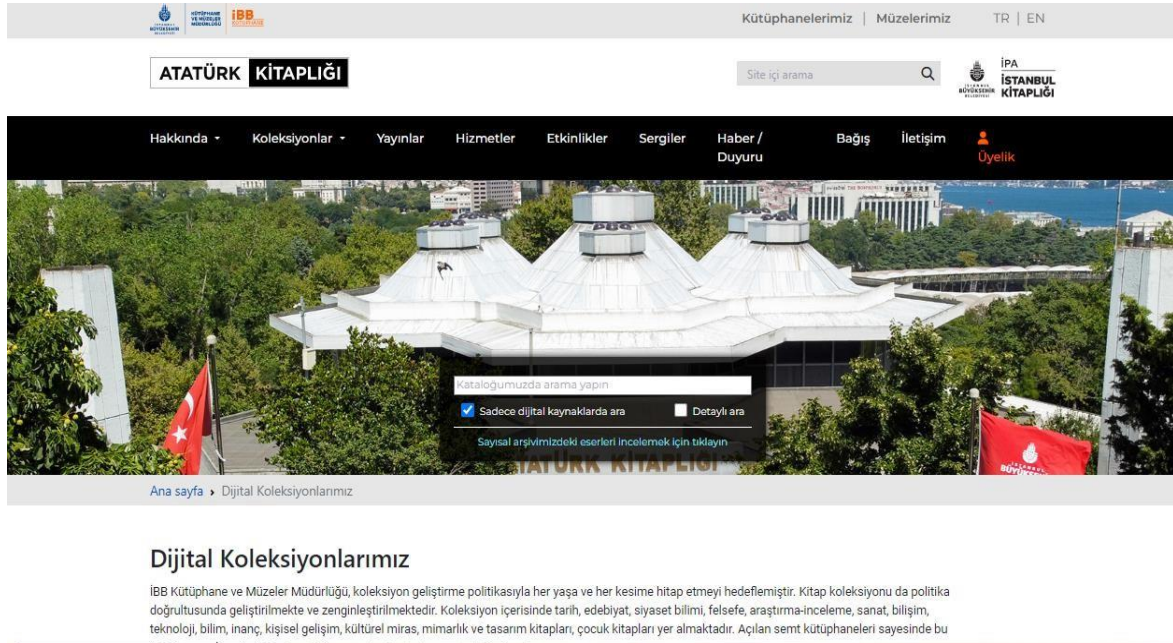 KÜTÜPHANE
VE MÜZELER
MÜDÜRLÜĞÜ
İBB
Kütüphanelerimiz | Müzelerimiz
TR | EN
ATATÜRK KİTAPLIĞI
Site içi arama
İPA
İSTANBUL
KİTAPLIĞI
Hakkında
Koleksiyonlar
Yayınlar
Hizmetler
Etkinlikler
Sergiler
Haber /
Duyuru
Bağış
İletişim
Üyelik
Kataloğumuzda arama yapın
Sadece dijital kaynaklarda ara
Detaylı ara
Sayısal arşivimizdeki eserleri incelemek için tıklayın
ATATÜRK KİTAPLIĞI
Ana sayfa › Dijital Koleksiyonlarımız
Dijital Koleksiyonlarımız
İBB Kütüphane ve Müzeler Müdürlüğü, koleksiyon geliştirme politikasıyla her yaşa ve her kesime hitap etmeyi hedeflemiştir. Kitap koleksiyonu da politika
doğrultusunda geliştirilmekte ve zenginleştirilmektedir. Koleksiyon içerisinde tarih, edebiyat, siyaset bilimi, felsefe, araştırma-inceleme, sanat, bilişim,
teknoloji, bilim, inanç, kişisel gelişim, kültürel miras, mimarlık ve tasarım kitapları, çocuk kitapları yer almaktadır. Açılan semt kütüphaneleri sayesinde bu